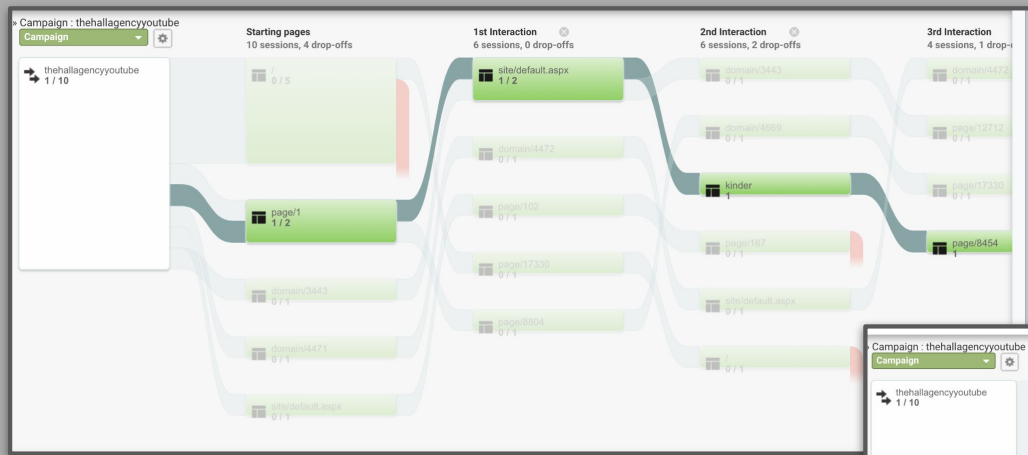 » Campaign : thehallagencyyoutube
Campaign
thehallagencyyoutube
1 / 10
Starting pages
10 sessions, 4 drop-offs
/
0 / 5
page/1
1 / 2
domain/3443
0 / 1
domain/4471
0 / 1
site/default.aspx
0 / 1
1st Interaction
6 sessions, 0 drop-offs
site/default.aspx
1 / 2
domain/4472
0 / 1
page/102
0 / 1
page/17330
0 / 1
page/8804
0 / 1
2nd Interaction
6 sessions, 2 drop-offs
domain/3443
0 / 1
domain/4669
0 / 1
kinder
1
page/167
0 / 1
site/default.aspx
0 / 1
/
0 / 1
3rd Interaction
4 sessions, 1 drop-
domain/4472
0 / 1
page/12712
0 / 1
page/17330
0 / 1
page/8454
1
Campaign : thehallagencyyoutube
Campaign
thehallagencyyoutube
1 / 10